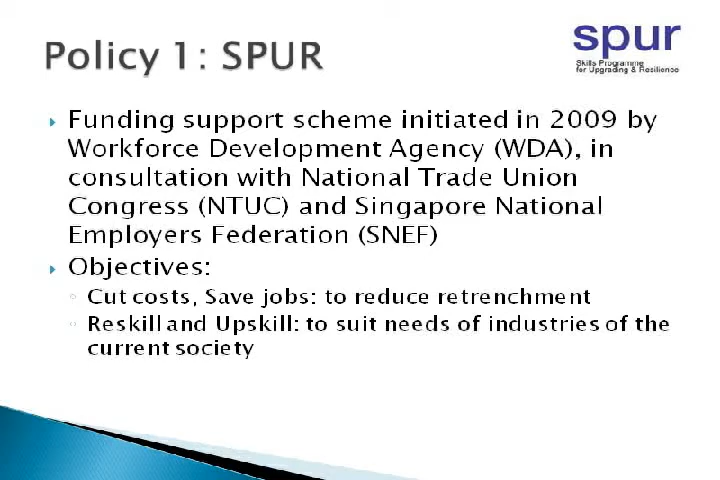 Policy 1: SPUR
spur
Skills Programme
for Upgrading & Resilience
Funding support scheme initiated in 2009 by
Workforce Development Agency (WDA), in
consultation with National Trade Union
Congress (NTUC) and Singapore National
Employers Federation (SNEF)
Objectives:
Cut costs, Save jobs: to reduce retrenchment
Reskill and Upskill: to suit needs of industries of the
current society